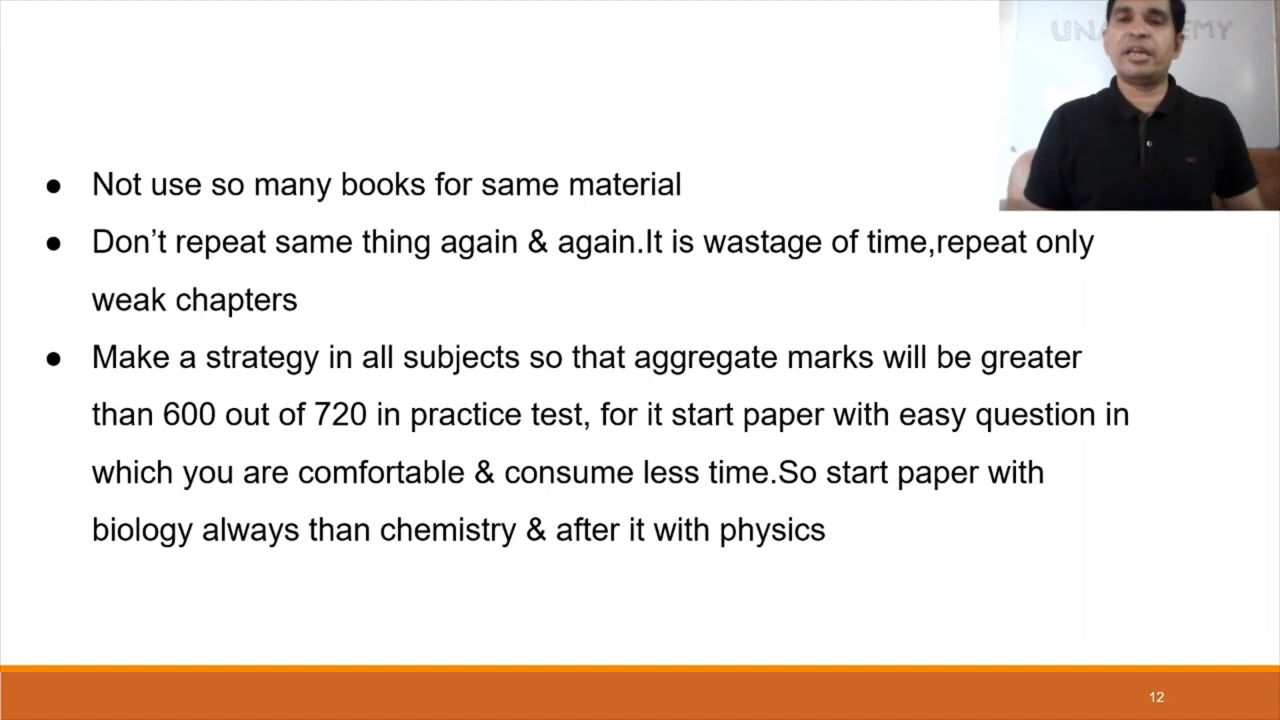 ● Not use so many books for same material
● Don’t repeat same thing again & again.It is wastage of time,repeat only
weak chapters
● Make a strategy in all subjects so that aggregate marks will be greater
than 600 out of 720 in practice test, for it start paper with easy question in
which you are comfortable & consume less time.So start paper with
biology always than chemistry & after it with physics
12